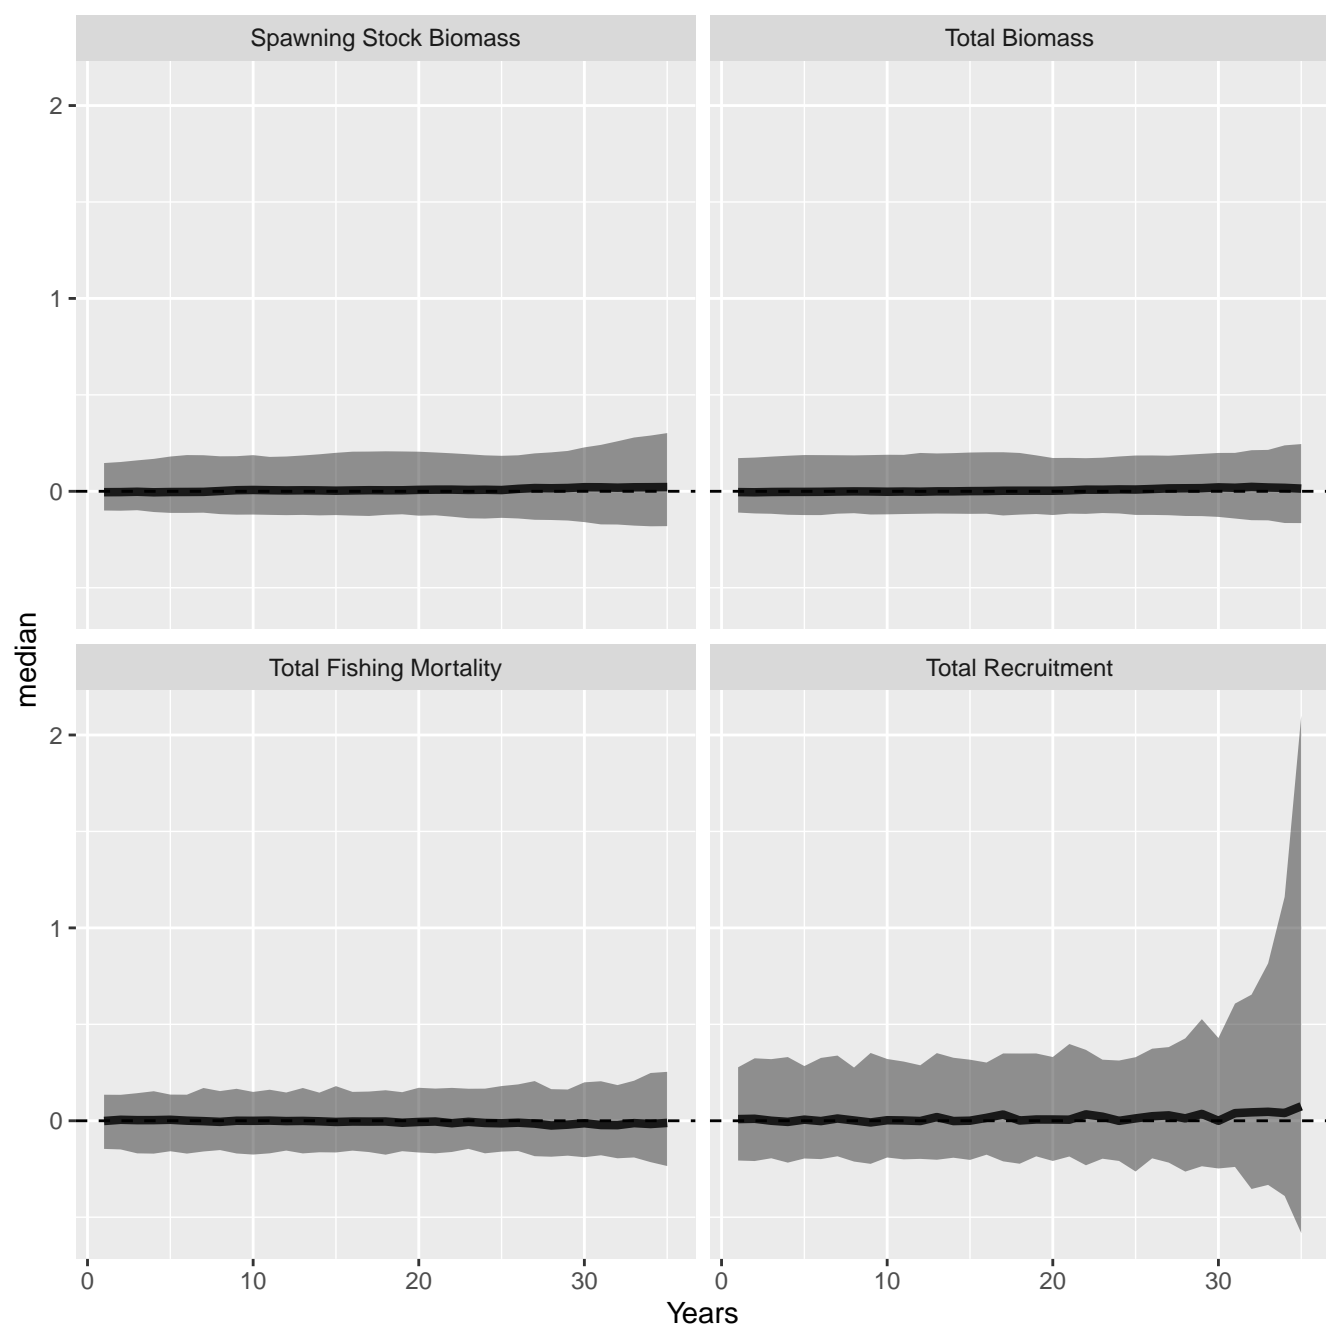 Spawning Stock Biomass
Total Biomass
2
1
0
median
Total Fishing Mortality
Total Recruitment
2
1
0
0 10 20 30
0 10 20 30
Years